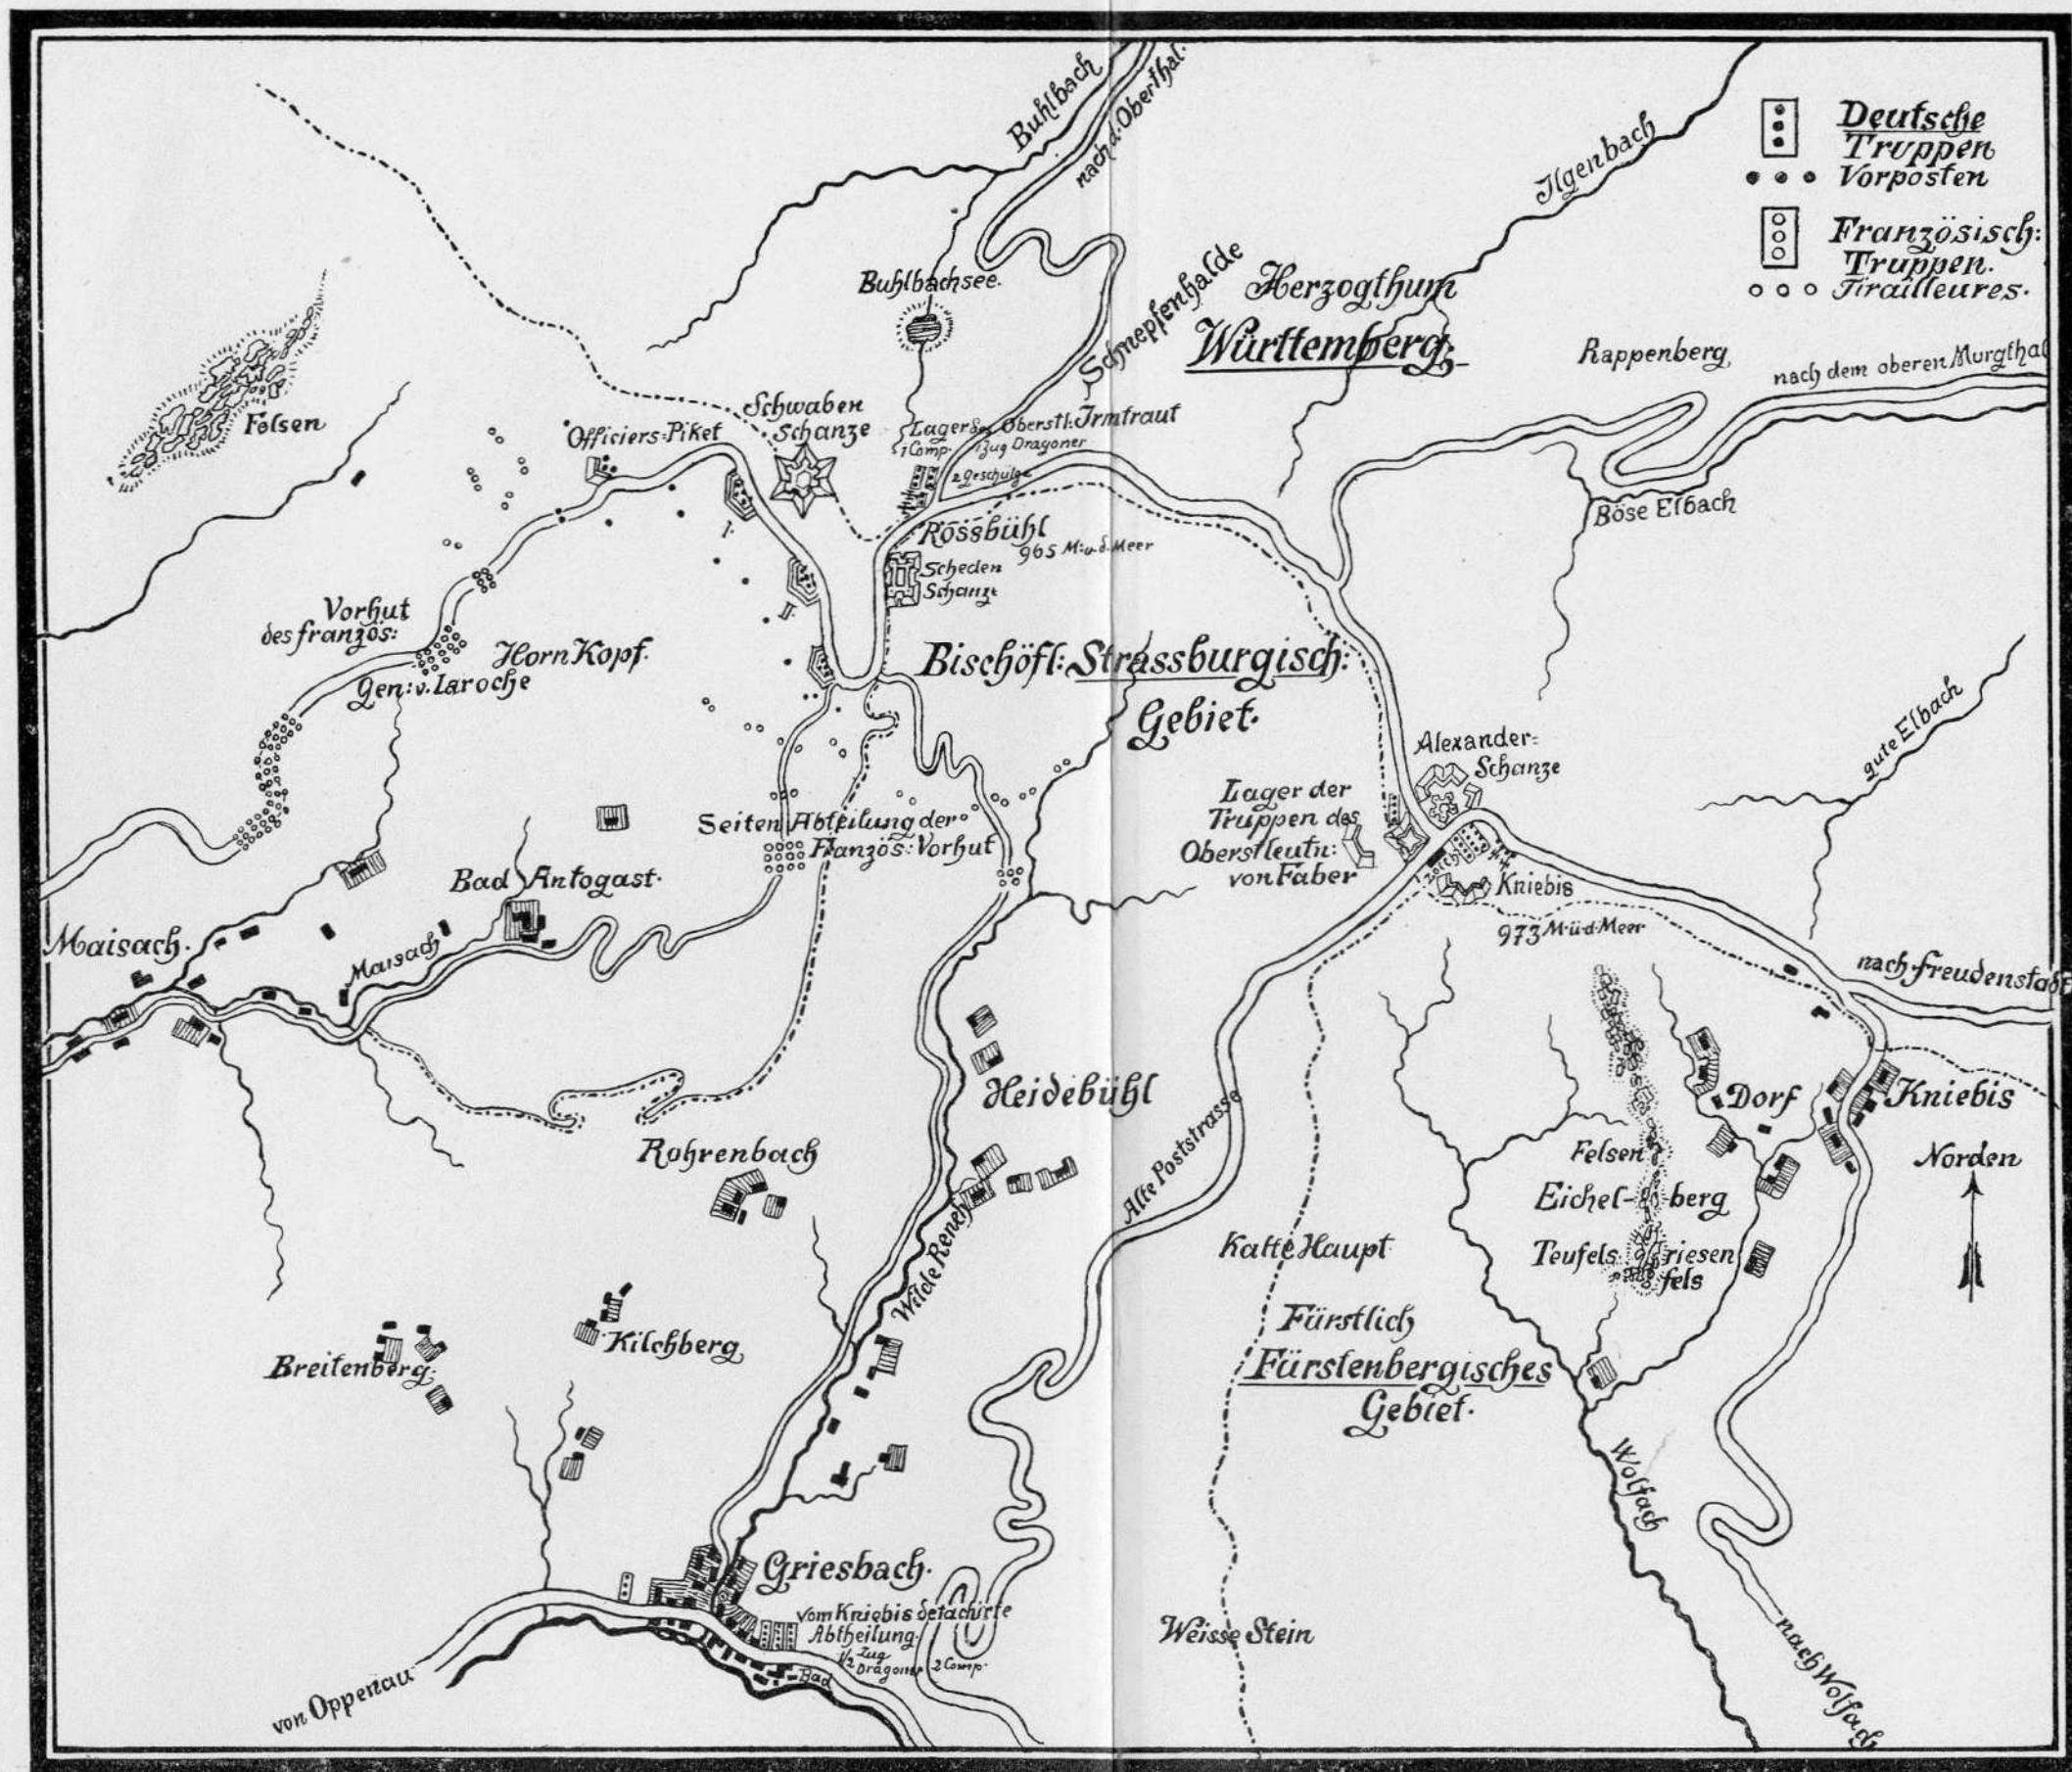 Buhlbach
nach d. Oberthal.
Ilgenbach
Deutsche
Truppen
Vorposten
Französisch:
Truppen.
Tirailleures.
Buhlbachsee.
Schnepfenhalde
Herzogthum
Württemberg.
Rappenberg
nach dem oberen Murgthal
Felsen
Officiers=Piket
Schwaben
Schanze
Lager des Oberstl: Irmtraut
1 Comp. 1 Zug Dragoner
2 Geschütze
Böse Elbach
I.
Rossbühl
965 M: ü. d. Meer
Scheden
Schanze
II.
Vorhut
des französ:
Gen: v. Laroche
Horn Kopf.
Bischöfl: Strassburgisch:
Gebiet.
gute Elbach
Alexander=
Schanze
Lager der
Truppen des
Oberstleutn:
von Faber
Kniebis
973 M. ü. d. Meer
Seiten Abteilung der
Französ: Vorhut
Bad Antogast.
Maisach.
Maisach
nach Freudenstadt
Heidebühl
Dorf
Kniebis
Alte Poststrasse
Rohrenbach
Felsen
Norden
Eichel- berg
Teufels riesen
fels
Wilde Rench
Kalte Haupt
Fürstlich
Fürstenbergisches
Gebiet.
Kilchberg
Breitenberg.
Wolfach
Griesbach.
vom Kniebis detachirte
Abtheilung.
1/2 Zug
Dragoner 2 Comp.
Bad
Weisse Stein
von Oppenau
nach Wolfach